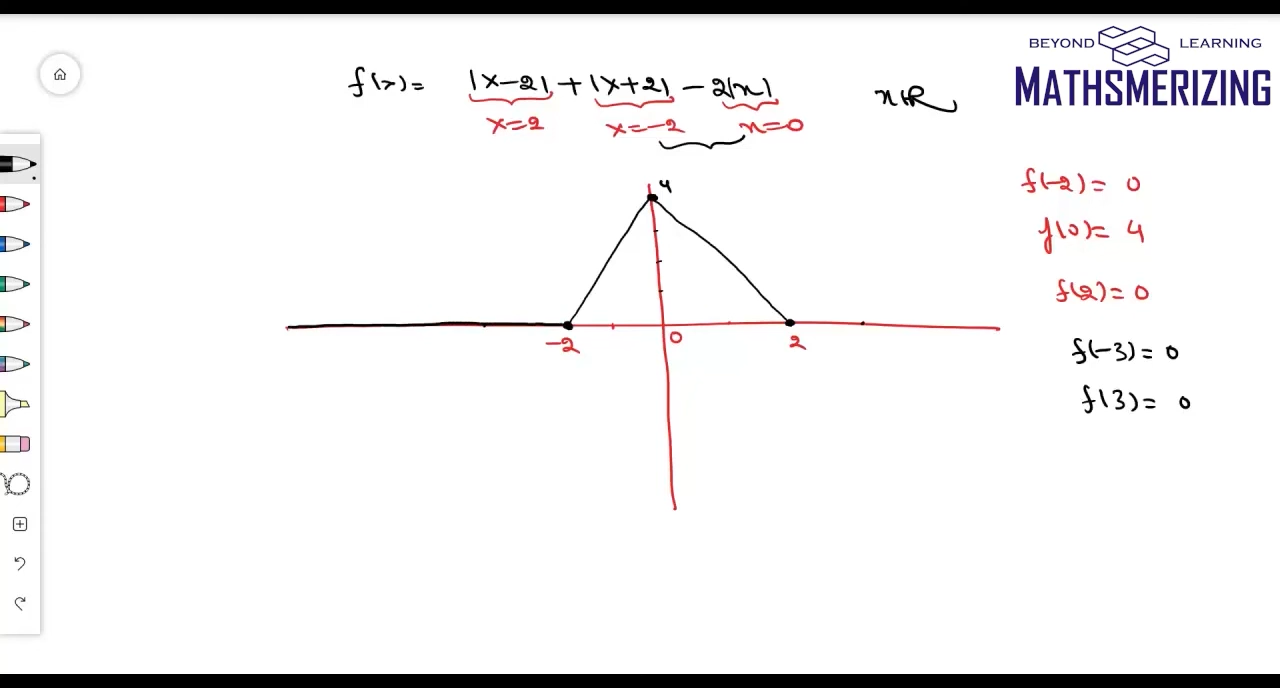 BEYOND LEARNING
MATHSMERIZING
f(x) = |x-2| + |x+2| - 2|x| x∈R
x=2 x=-2 x=0
f(-2) = 0
4
f(0) = 4
f(2) = 0
-2 0 2
f(-3) = 0
f(3) = 0